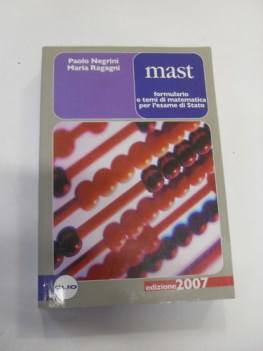 Paolo Negrini
Maria Ragagni
mast
formulario
e temi di matematica
per l'esame di Stato
CLIO
edizione 2007